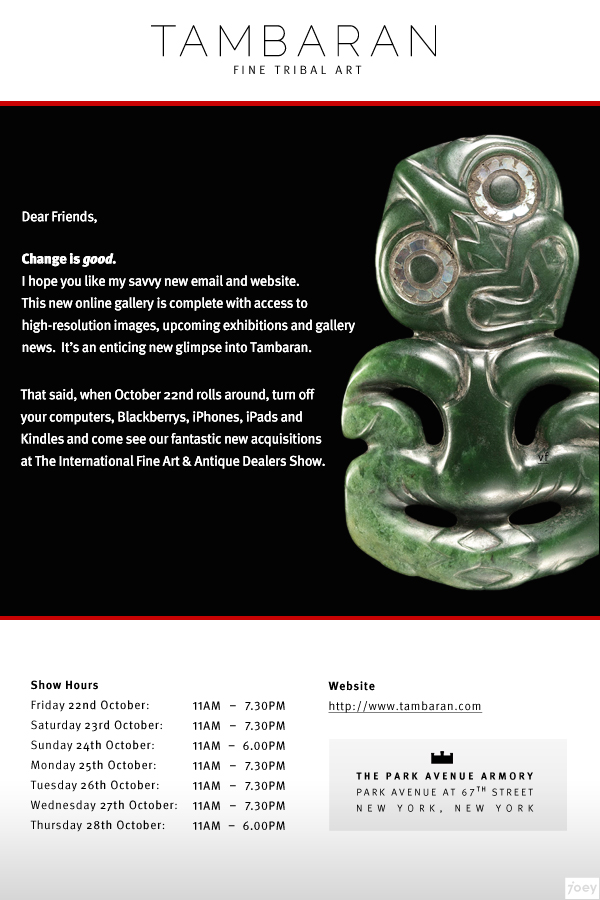 TAMBARAN
FINE TRIBAL ART
Dear Friends,
Change is good.
I hope you like my savvy new email and website.
This new online gallery is complete with access to
high-resolution images, upcoming exhibitions and gallery
news. It's an enticing new glimpse into Tambaran.
That said, when October 22nd rolls around, turn off
your computers, Blackberrys, iPhones, iPads and
Kindles and come see our fantastic new acquisitions
at The International Fine Art & Antique Dealers Show.
vf
Show Hours
Friday 22nd October: 11AM – 7.30PM
Saturday 23rd October: 11AM – 7.30PM
Sunday 24th October: 11AM – 6.00PM
Monday 25th October: 11AM – 7.30PM
Tuesday 26th October: 11AM – 7.30PM
Wednesday 27th October: 11AM – 7.30PM
Thursday 28th October: 11AM – 6.00PM
Website
http://www.tambaran.com
THE PARK AVENUE ARMORY
PARK AVENUE AT 67TH STREET
NEW YORK, NEW YORK
joey